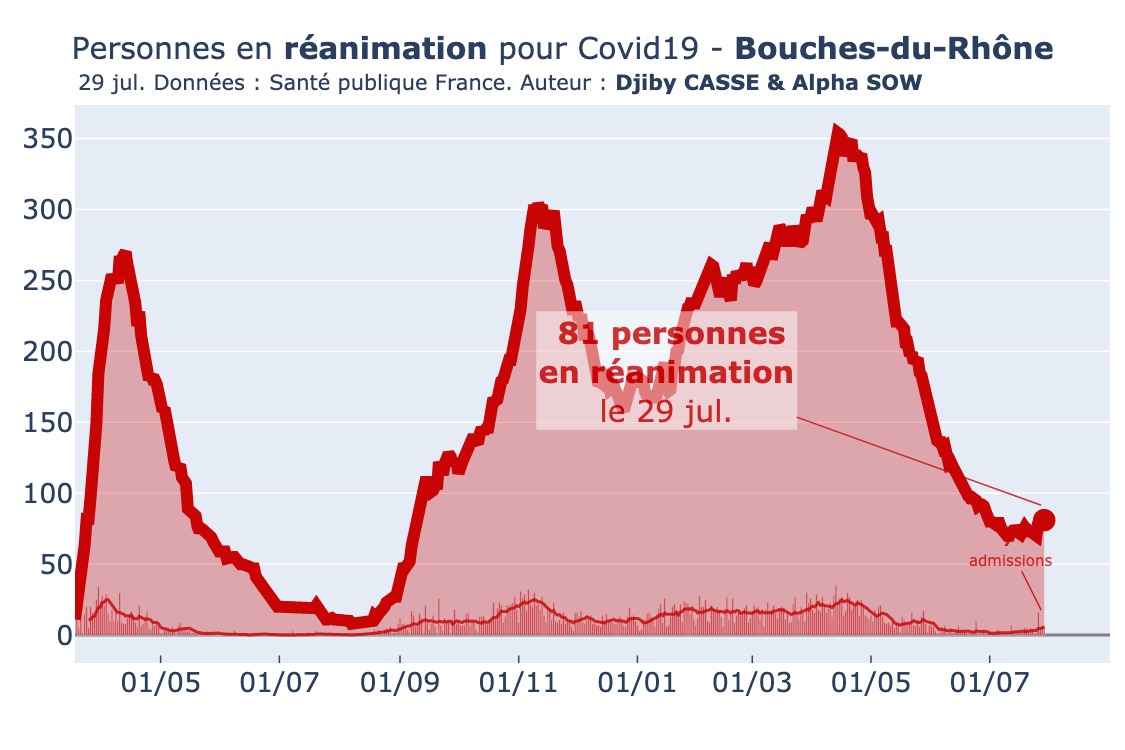 Personnes en réanimation pour Covid19 - Bouches-du-Rhône
29 jul. Données : Santé publique France. Auteur : Djiby CASSE & Alpha SOW
350
300
250
200
150
100
50
0
81 personnes
en réanimation
le 29 jul.
admissions
01/05 01/07 01/09 01/11 01/01 01/03 01/05 01/07